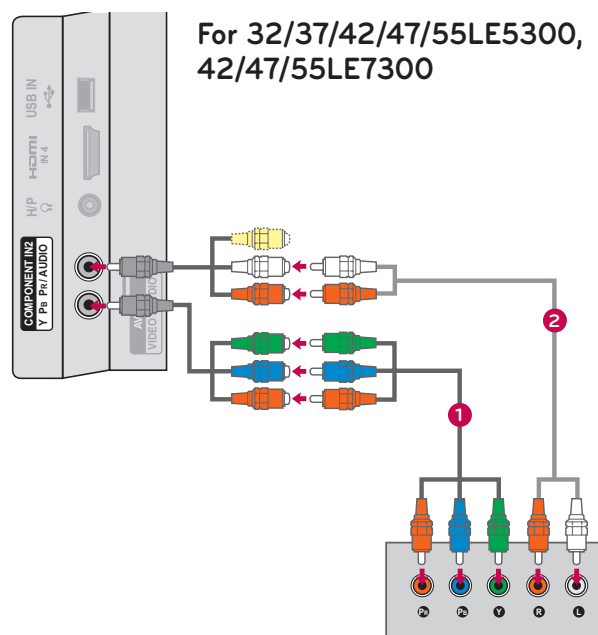 For 32/37/42/47/55LE5300,
42/47/55LE7300
USB IN
HDMI
IN 4
H/P
COMPONENT IN2
Y PB PR/ AUDIO
VIDEO
2
1
PR
PB
Y
R
L